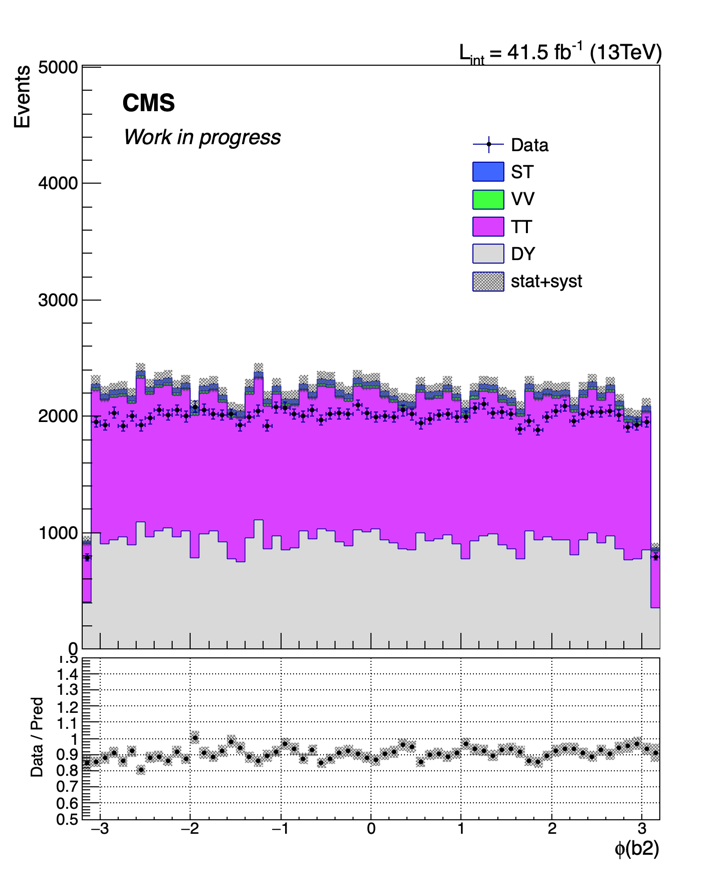 L_int = 41.5 fb^-1 (13TeV)
Events
5000
4000
3000
2000
1000
0
CMS
Work in progress
Data
ST
VV
TT
DY
stat+syst
Data / Pred
1.5
1.4
1.3
1.2
1.1
1
0.9
0.8
0.7
0.6
0.5
−3 −2 −1 0 1 2 3
ϕ(b2)